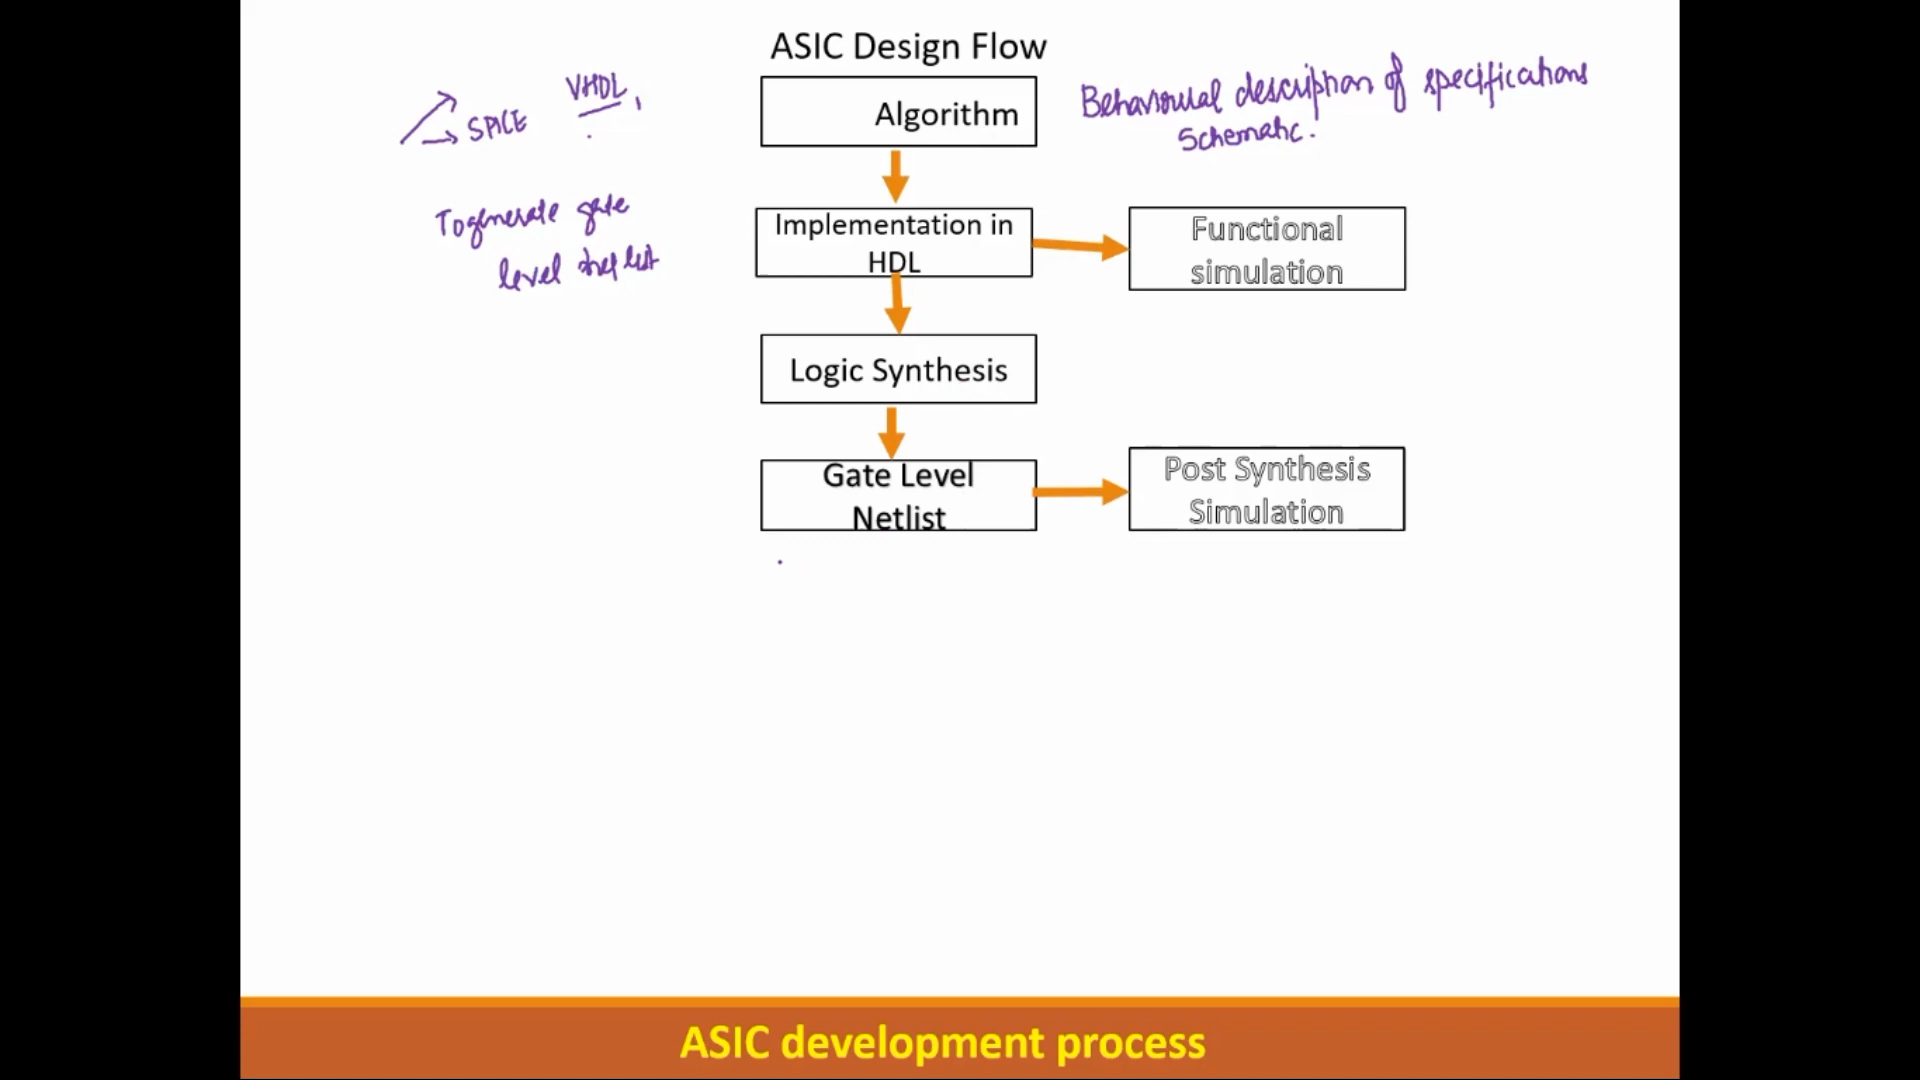 ASIC Design Flow
VHDL,
SPICE
Algorithm
Behavioural description of specifications
Schematic.
To generate gate
level
Implementation in
HDL
Functional
simulation
Logic Synthesis
Gate Level
Netlist
Post Synthesis
Simulation
ASIC development process